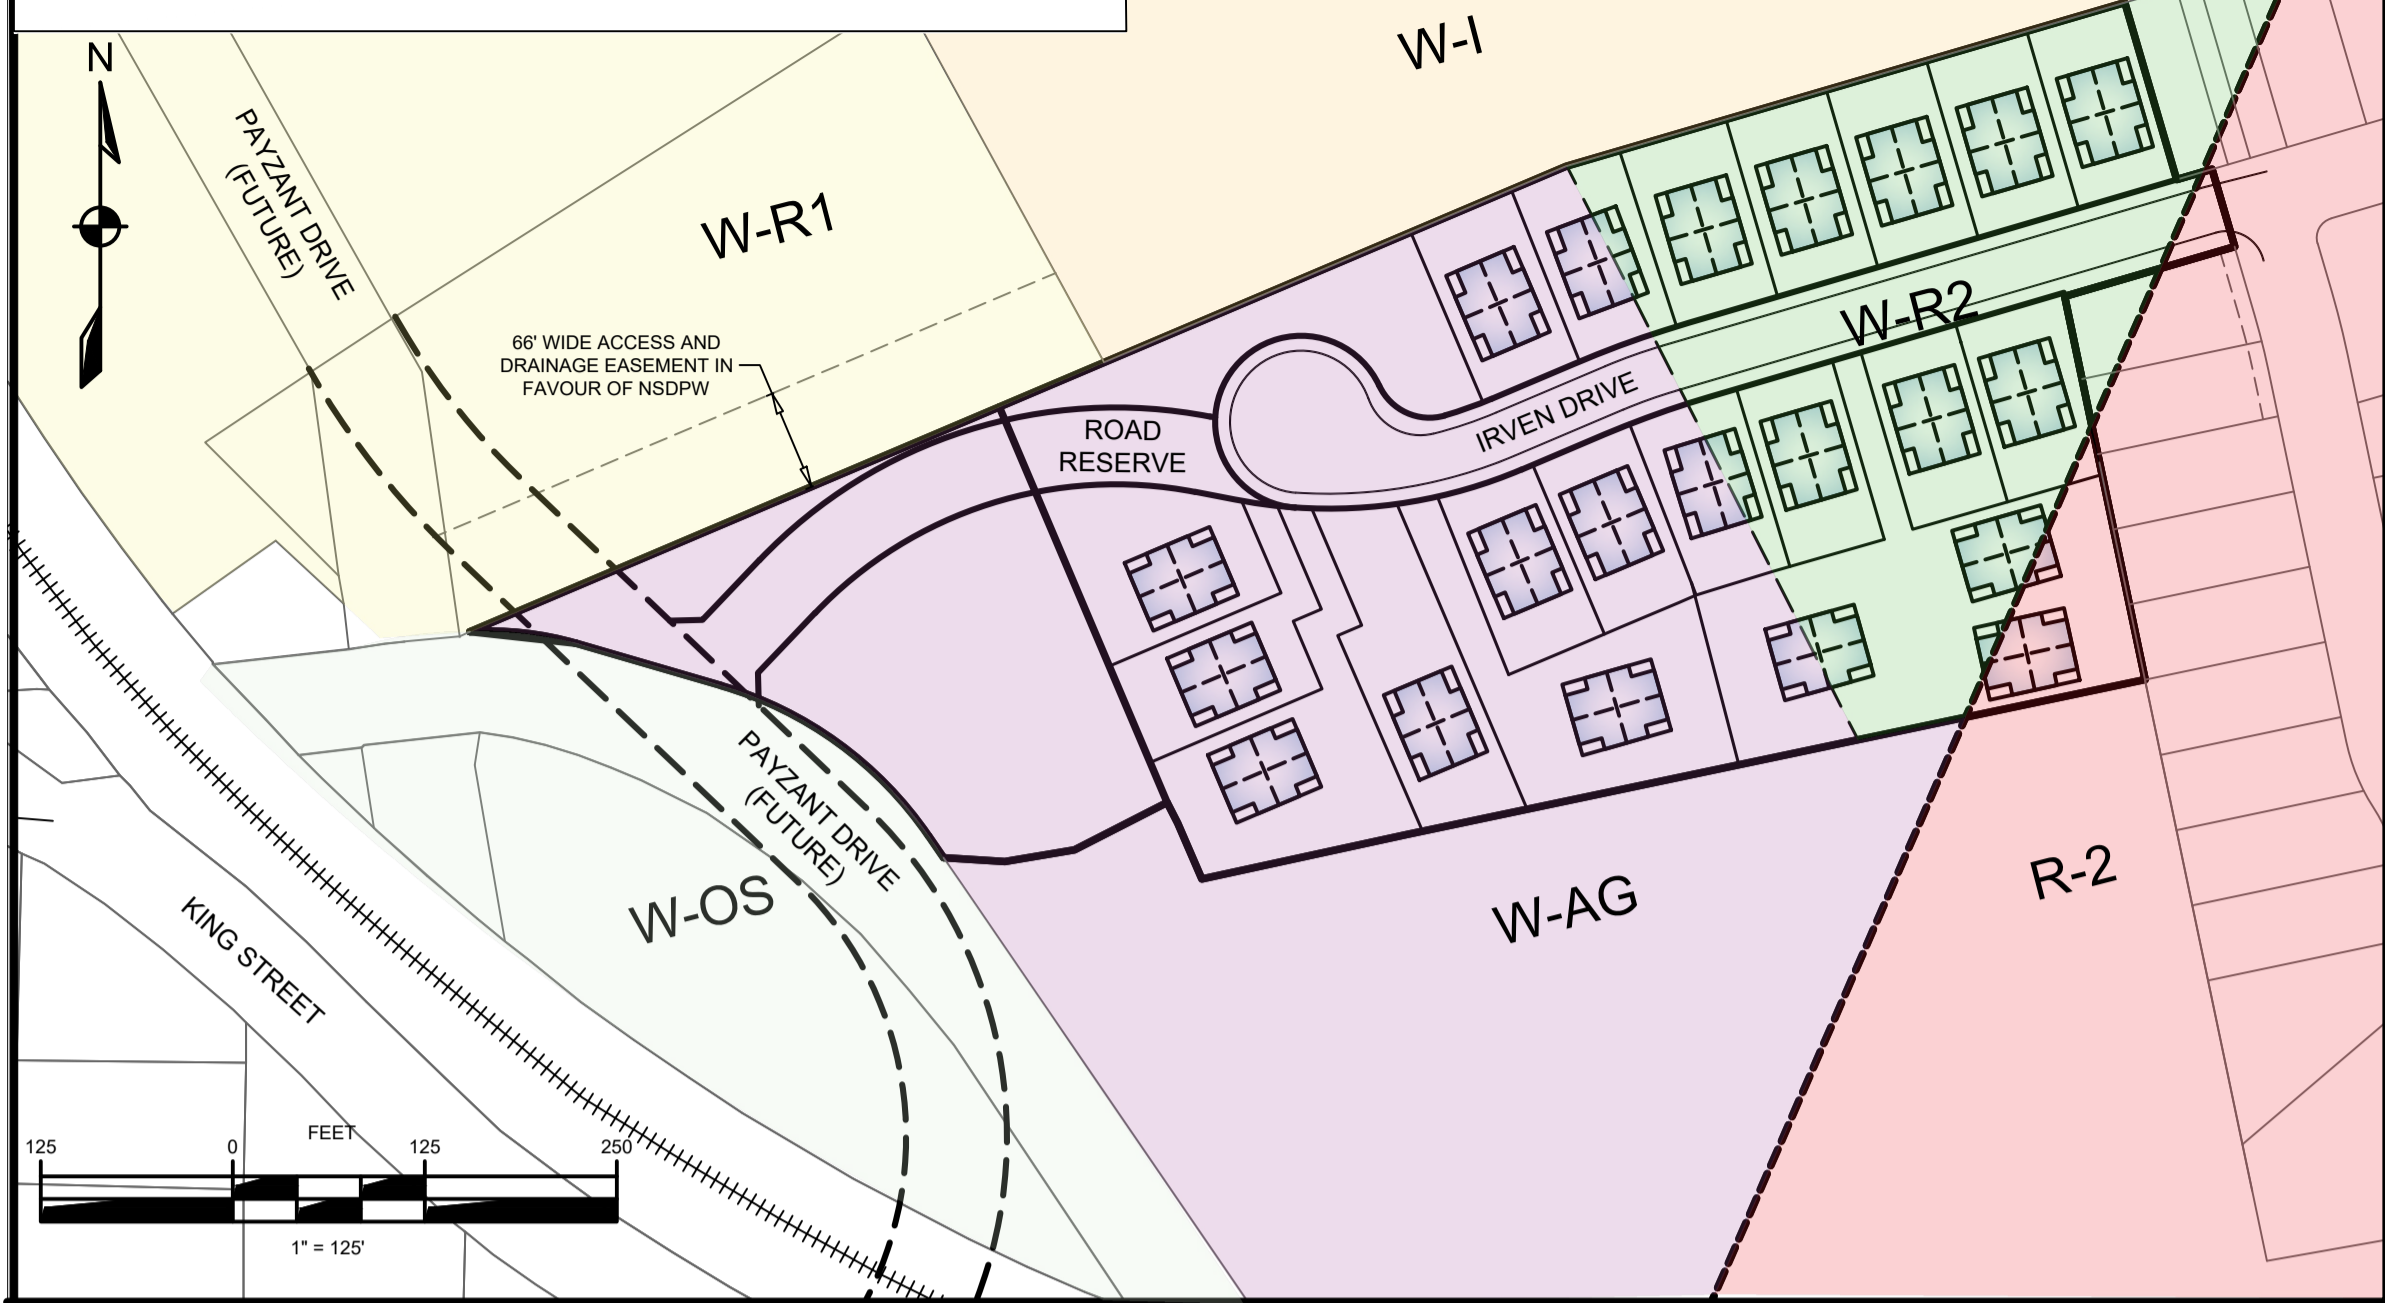 N
W-I
PAYZANT DRIVE
(FUTURE)
W-R1
66' WIDE ACCESS AND
DRAINAGE EASEMENT IN
FAVOUR OF NSDPW
W-R2
ROAD
RESERVE
IRVEN DRIVE
PAYZANT DRIVE
(FUTURE)
W-OS
W-AG
R-2
KING STREET
FEET
125 0 125 250
1" = 125'